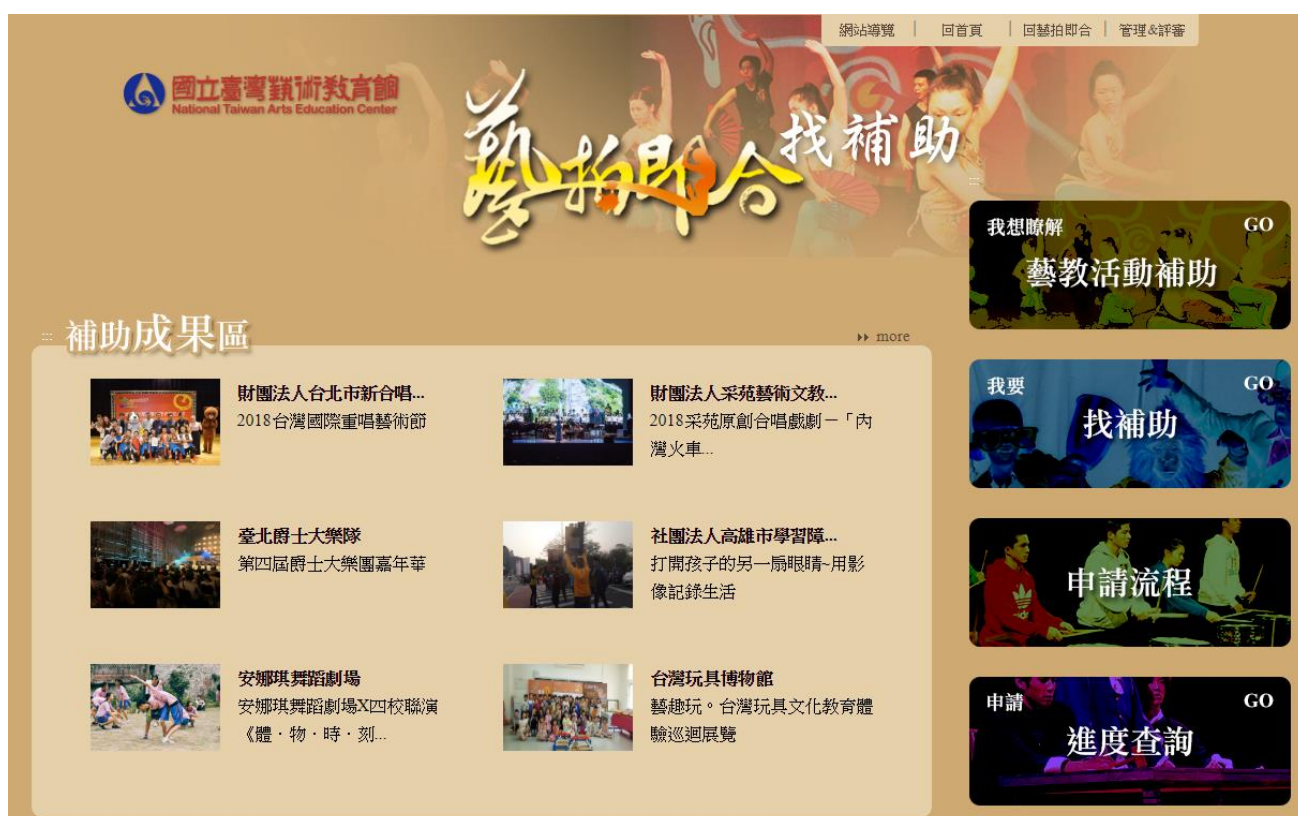 網站導覽 | 回首頁 | 回藝拍即合 | 管理&評審
國立臺灣藝術教育館
National Taiwan Arts Education Center
藝拍即合 找補助
我想瞭解 GO
藝教活動補助
我要 GO
找補助
申請流程
申請 GO
進度查詢
::: 補助成果區
more
財團法人台北市新合唱...
2018台灣國際重唱藝術節
財團法人采苑藝術文教...
2018采苑原創合唱戲劇－「內
灣火車...
臺北爵士大樂隊
第四屆爵士大樂團嘉年華
社團法人高雄市學習障...
打開孩子的另一扇眼睛~用影
像記錄生活
安娜琪舞蹈劇場
安娜琪舞蹈劇場X四校聯演
《體．物．時．刻...
台灣玩具博物館
藝趣玩。台灣玩具文化教育體
驗巡迴展覽